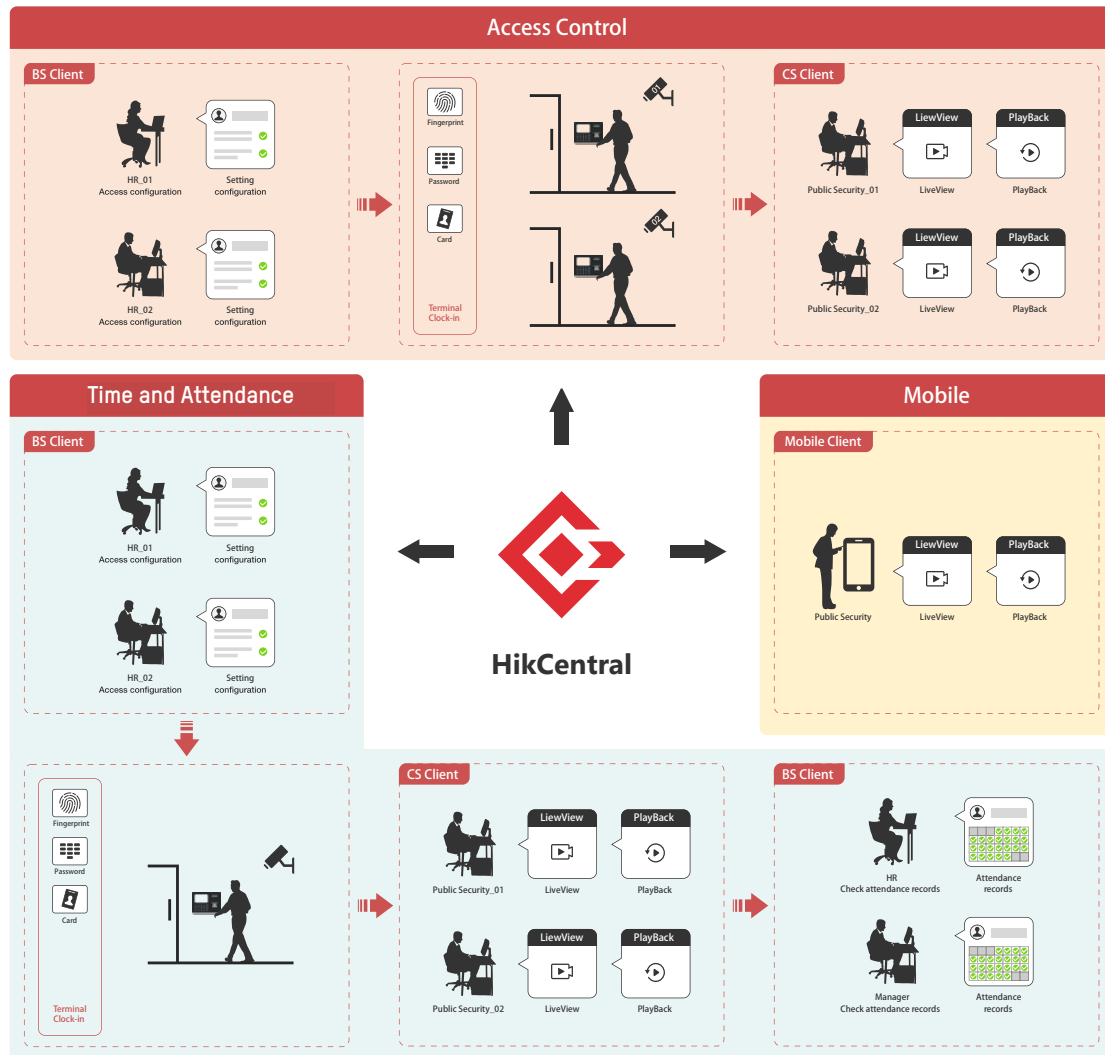 Access Control
BS Client
HR_01
Access configuration
Setting
configuration
HR_02
Access configuration
Setting
configuration
Fingerprint
Password
Card
Terminal
Clock-in
01
02
CS Client
LiewView
PlayBack
Public Security_01
LiveView
PlayBack
LiewView
PlayBack
Public Security_02
LiveView
PlayBack
Time and Attendance
BS Client
HR_01
Access configuration
Setting
configuration
HR_02
Access configuration
Setting
configuration
HikCentral
Mobile
Mobile Client
LiewView
PlayBack
Public Security
LiveView
PlayBack
Fingerprint
Password
Card
Terminal
Clock-in
CS Client
LiewView
PlayBack
Public Security_01
LiveView
PlayBack
LiewView
PlayBack
Public Security_02
LiveView
PlayBack
BS Client
HR
Check attendance records
Attendance
records
Manager
Check attendance records
Attendance
records